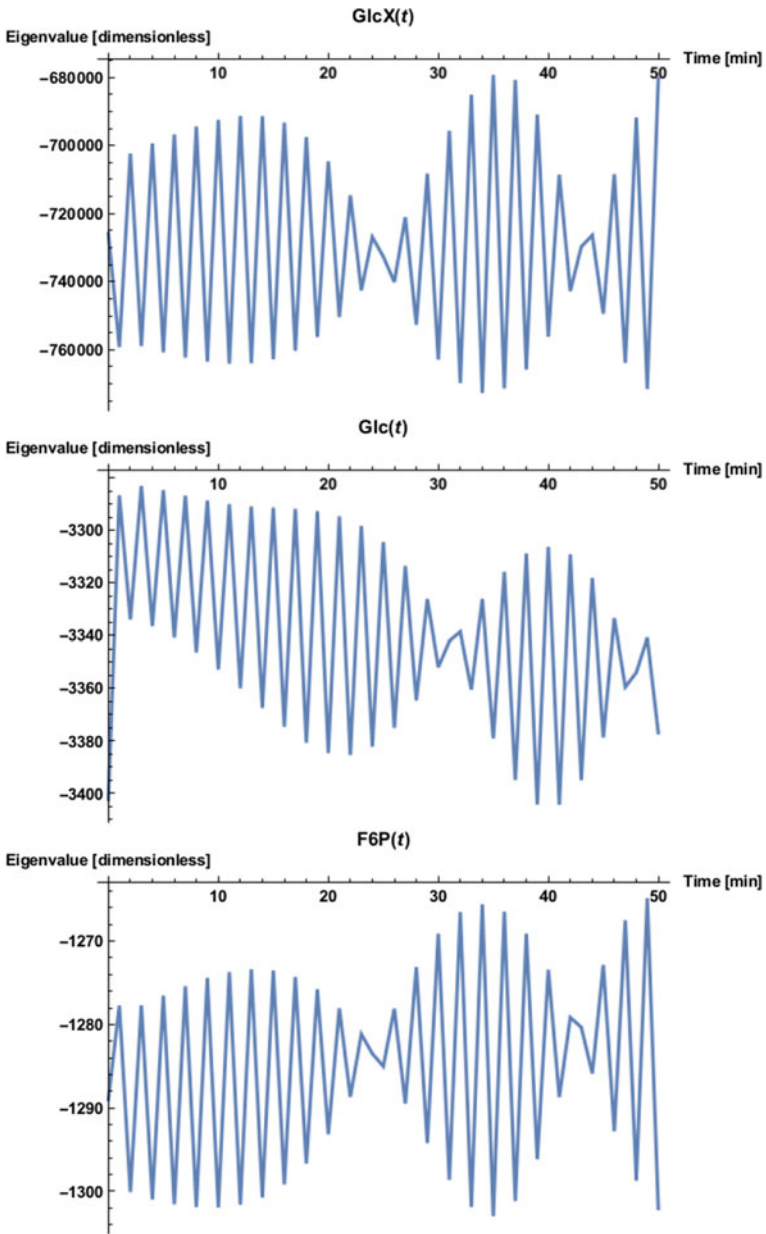 GlcX(t)
Eigenvalue [dimensionless]
Time [min]
10 20 30 40 50
−680000
−700000
−720000
−740000
−760000
Glc(t)
Eigenvalue [dimensionless]
Time [min]
10 20 30 40 50
−3300
−3320
−3340
−3360
−3380
−3400
F6P(t)
Eigenvalue [dimensionless]
Time [min]
10 20 30 40 50
−1270
−1280
−1290
−1300